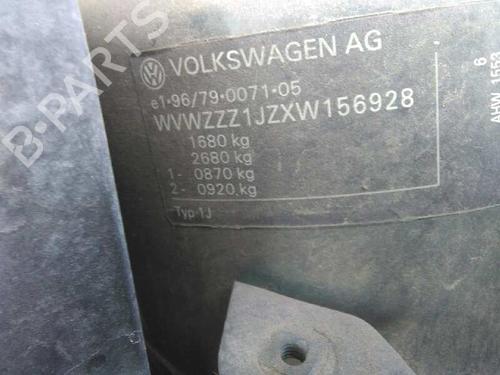 VOLKSWAGEN AG
e1*96/79*0071*05
WVWZZZ1JZXW156928
1680 kg
2680 kg
1- 0870 kg
2- 0920 kg
Typ 1J
6
B-PARTS